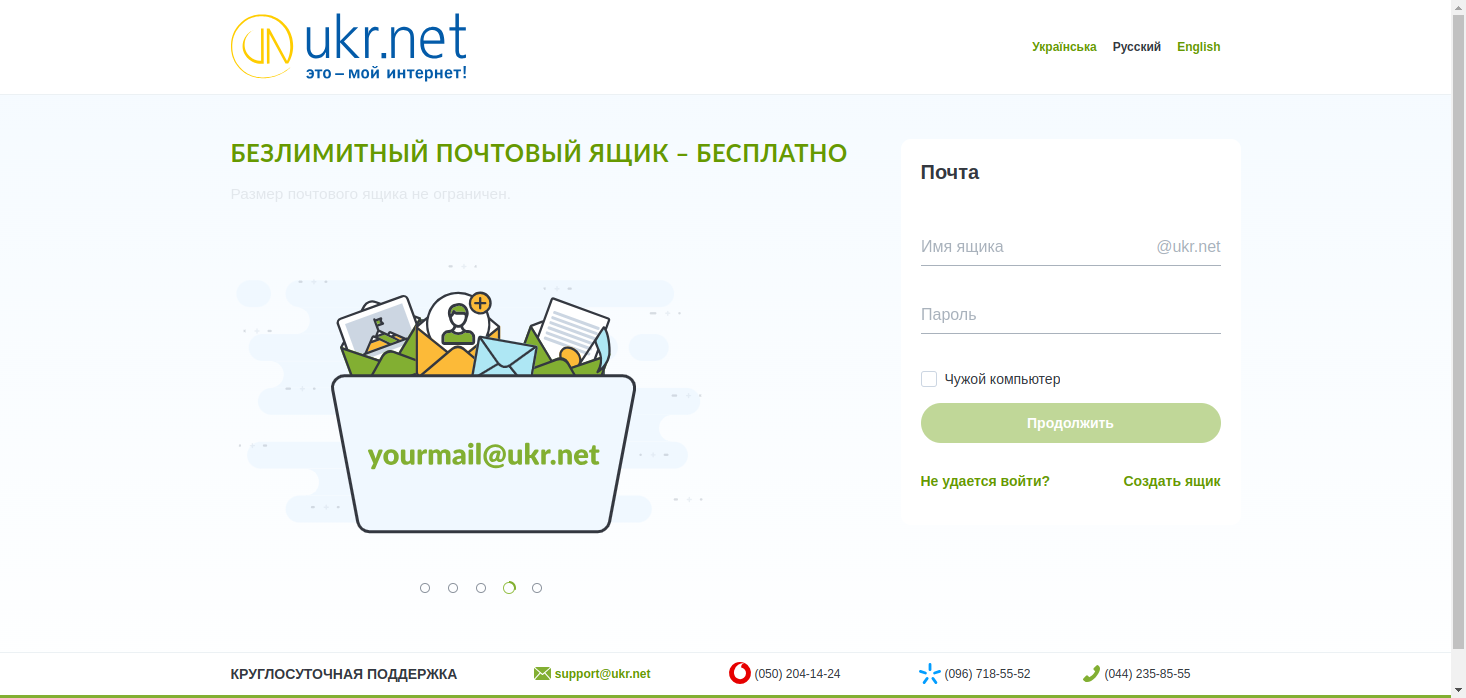 ukr.net
это – мой интернет!
Українська Русский English
БЕЗЛИМИТНЫЙ ПОЧТОВЫЙ ЯЩИК – БЕСПЛАТНО
Размер почтового ящика не ограничен.
yourmail@ukr.net
Почта
Имя ящика @ukr.net
Пароль
Чужой компьютер
Продолжить
Не удается войти? Создать ящик
КРУГЛОСУТОЧНАЯ ПОДДЕРЖКА support@ukr.net (050) 204-14-24 (096) 718-55-52 (044) 235-85-55